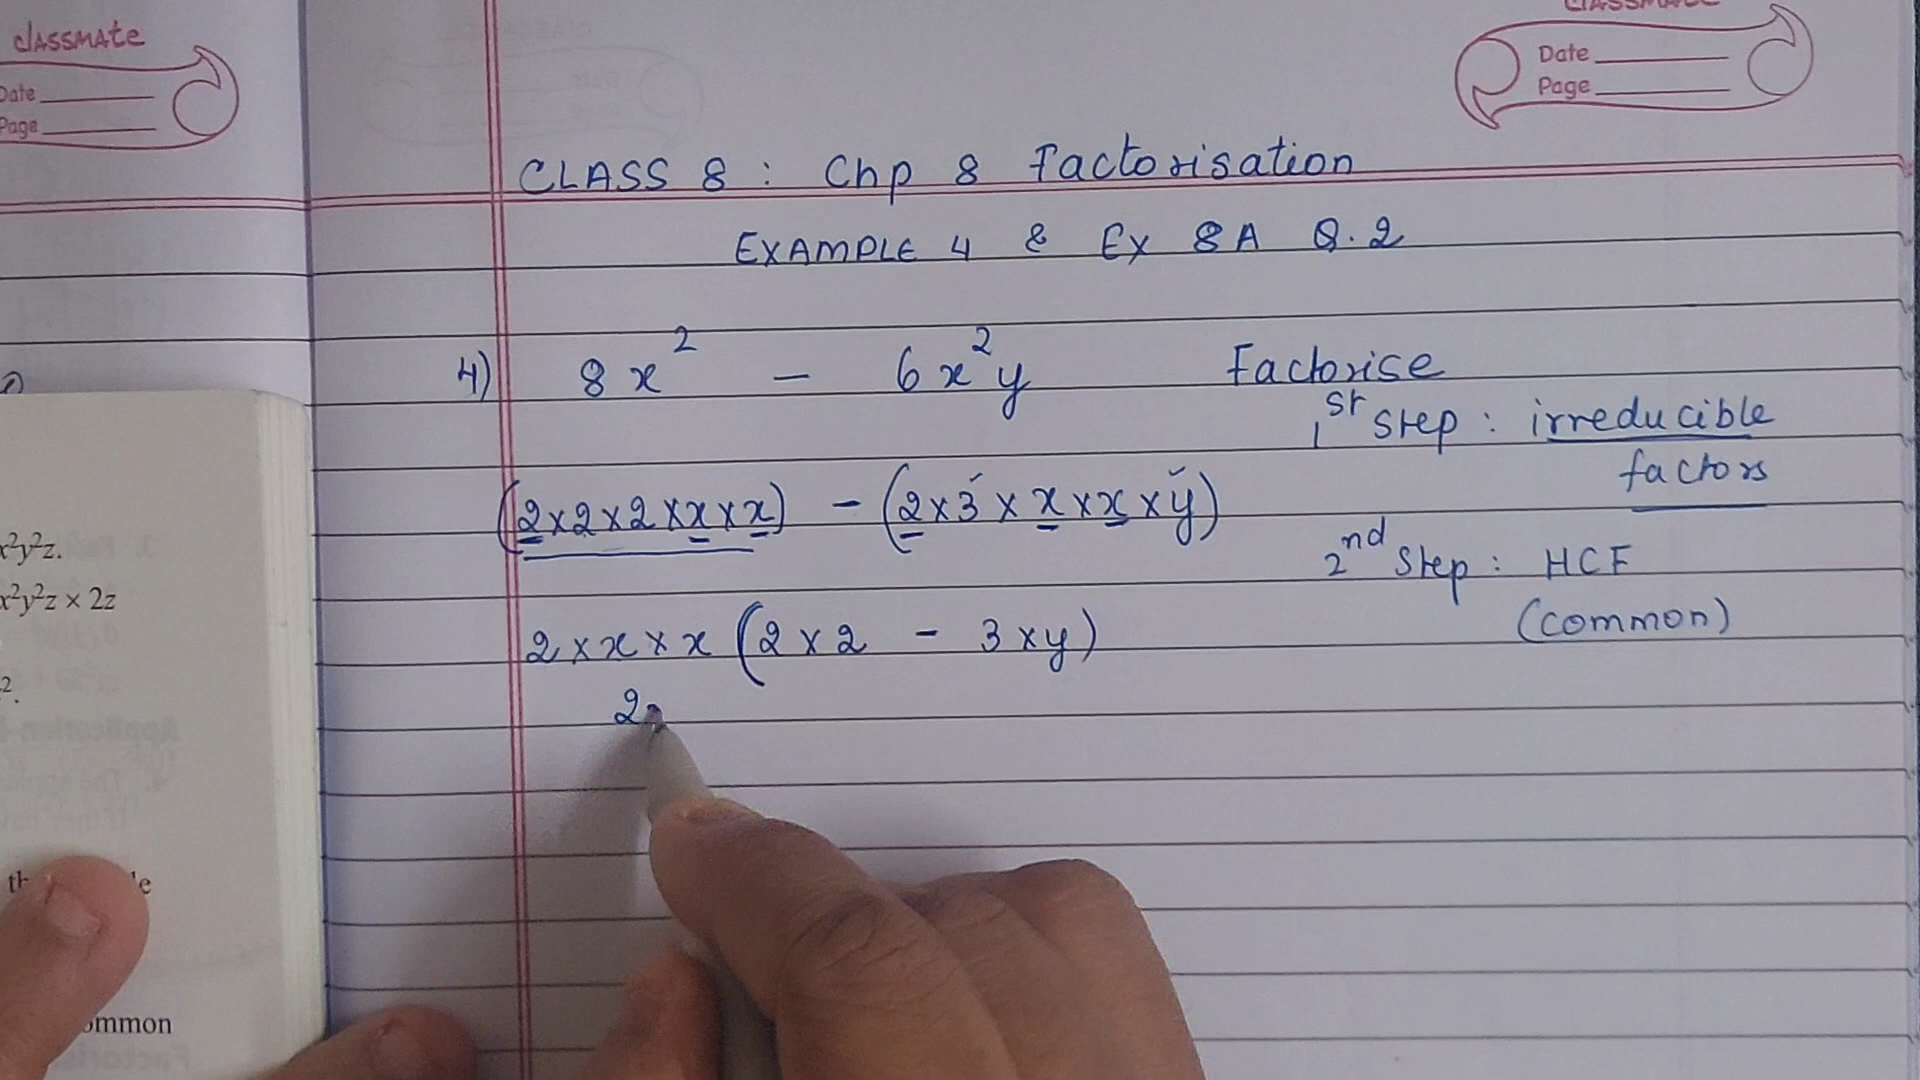 classmate
Date
Page
CLASSMATE
Date
Page
CLASS 8 : Chp 8 Factorisation
EXAMPLE 4 & Ex 8A Q.2
4) 8x² – 6x²y Factorise
1st Step : irreducible
factors
(2×2×2×x×x) – (2×3×x×x×y)
2nd Step : HCF
(common)
2×x×x (2×2 – 3×y)
2
x²y²z.
x²y²z × 2z
2.
ommon